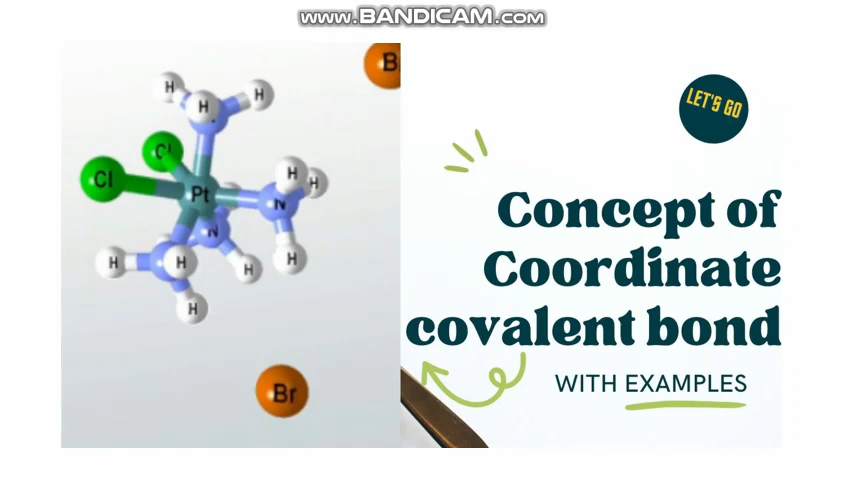 www.BANDICAM.com
B
LET'S GO
H
H
H
Cl
Cl
Pt
H
H
N
N
H
H
H
H
H
H
Br
Concept of
Coordinate
covalent bond
WITH EXAMPLES